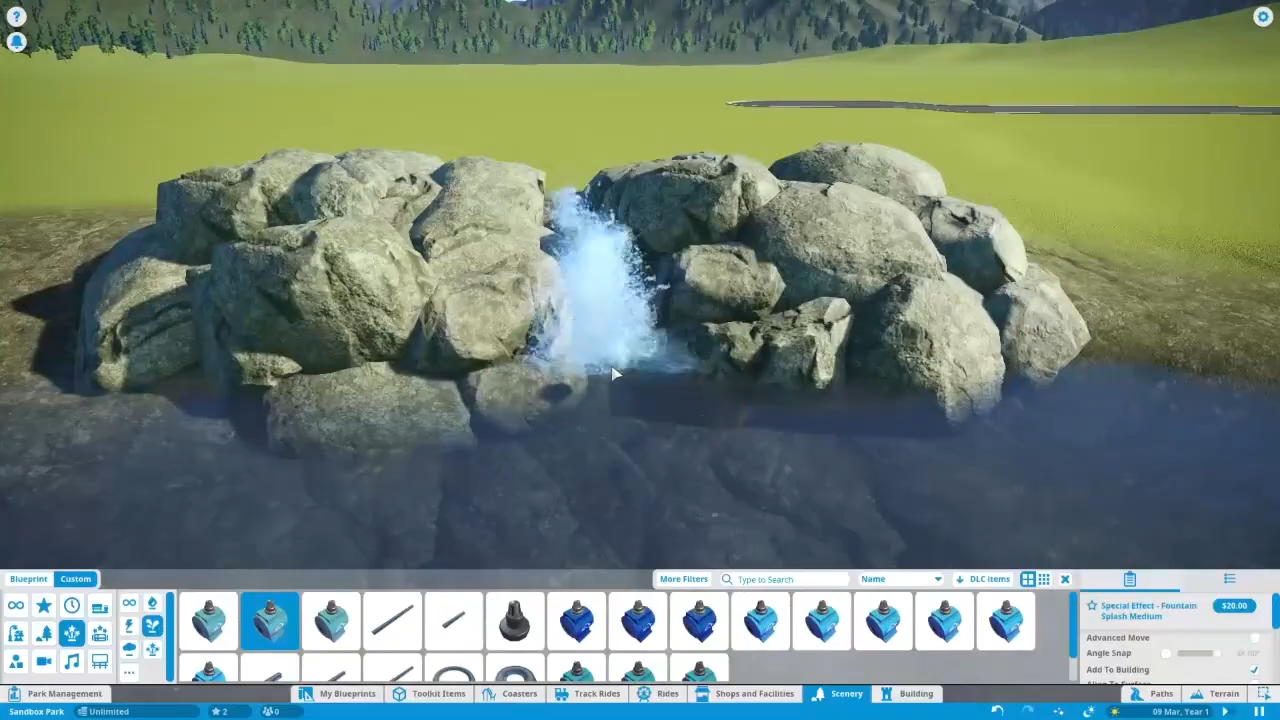 ?
Blueprint
Custom
More Filters
Type to Search
Name
DLC items
Special Effect - Fountain
Splash Medium
$20.00
Advanced Move
Angle Snap
Add To Building
Park Management
My Blueprints
Toolkit Items
Coasters
Track Rides
Rides
Shops and Facilities
Scenery
Building
Paths
Terrain
Sandbox Park
Unlimited
2
0
09 Mar, Year 1